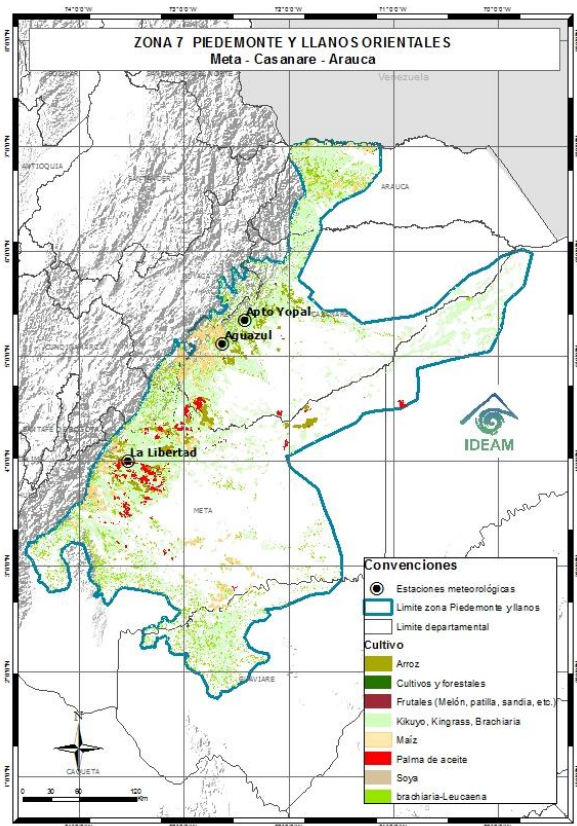 ZONA 7 PIEDEMONTE Y LLANOS ORIENTALES
Meta - Casanare - Arauca
Venezuela
ANTIOQUIA
ARAUCA
Apto Yopal
Aguazul
IDEAM
La Libertad
META
GUAVIARE
CAQUETA
N
0 30 60 120
Km
Convenciones
Estaciones meteorológicas
Limite zona Piedemonte y llanos
Limite departamental
Cultivo
Arroz
Cultivos y forestales
Frutales (Melón, patilla, sandia, etc.)
Kikuyo, Kingrass, Brachiaria
Maíz
Palma de aceite
Soya
brachiaria-Leucaena